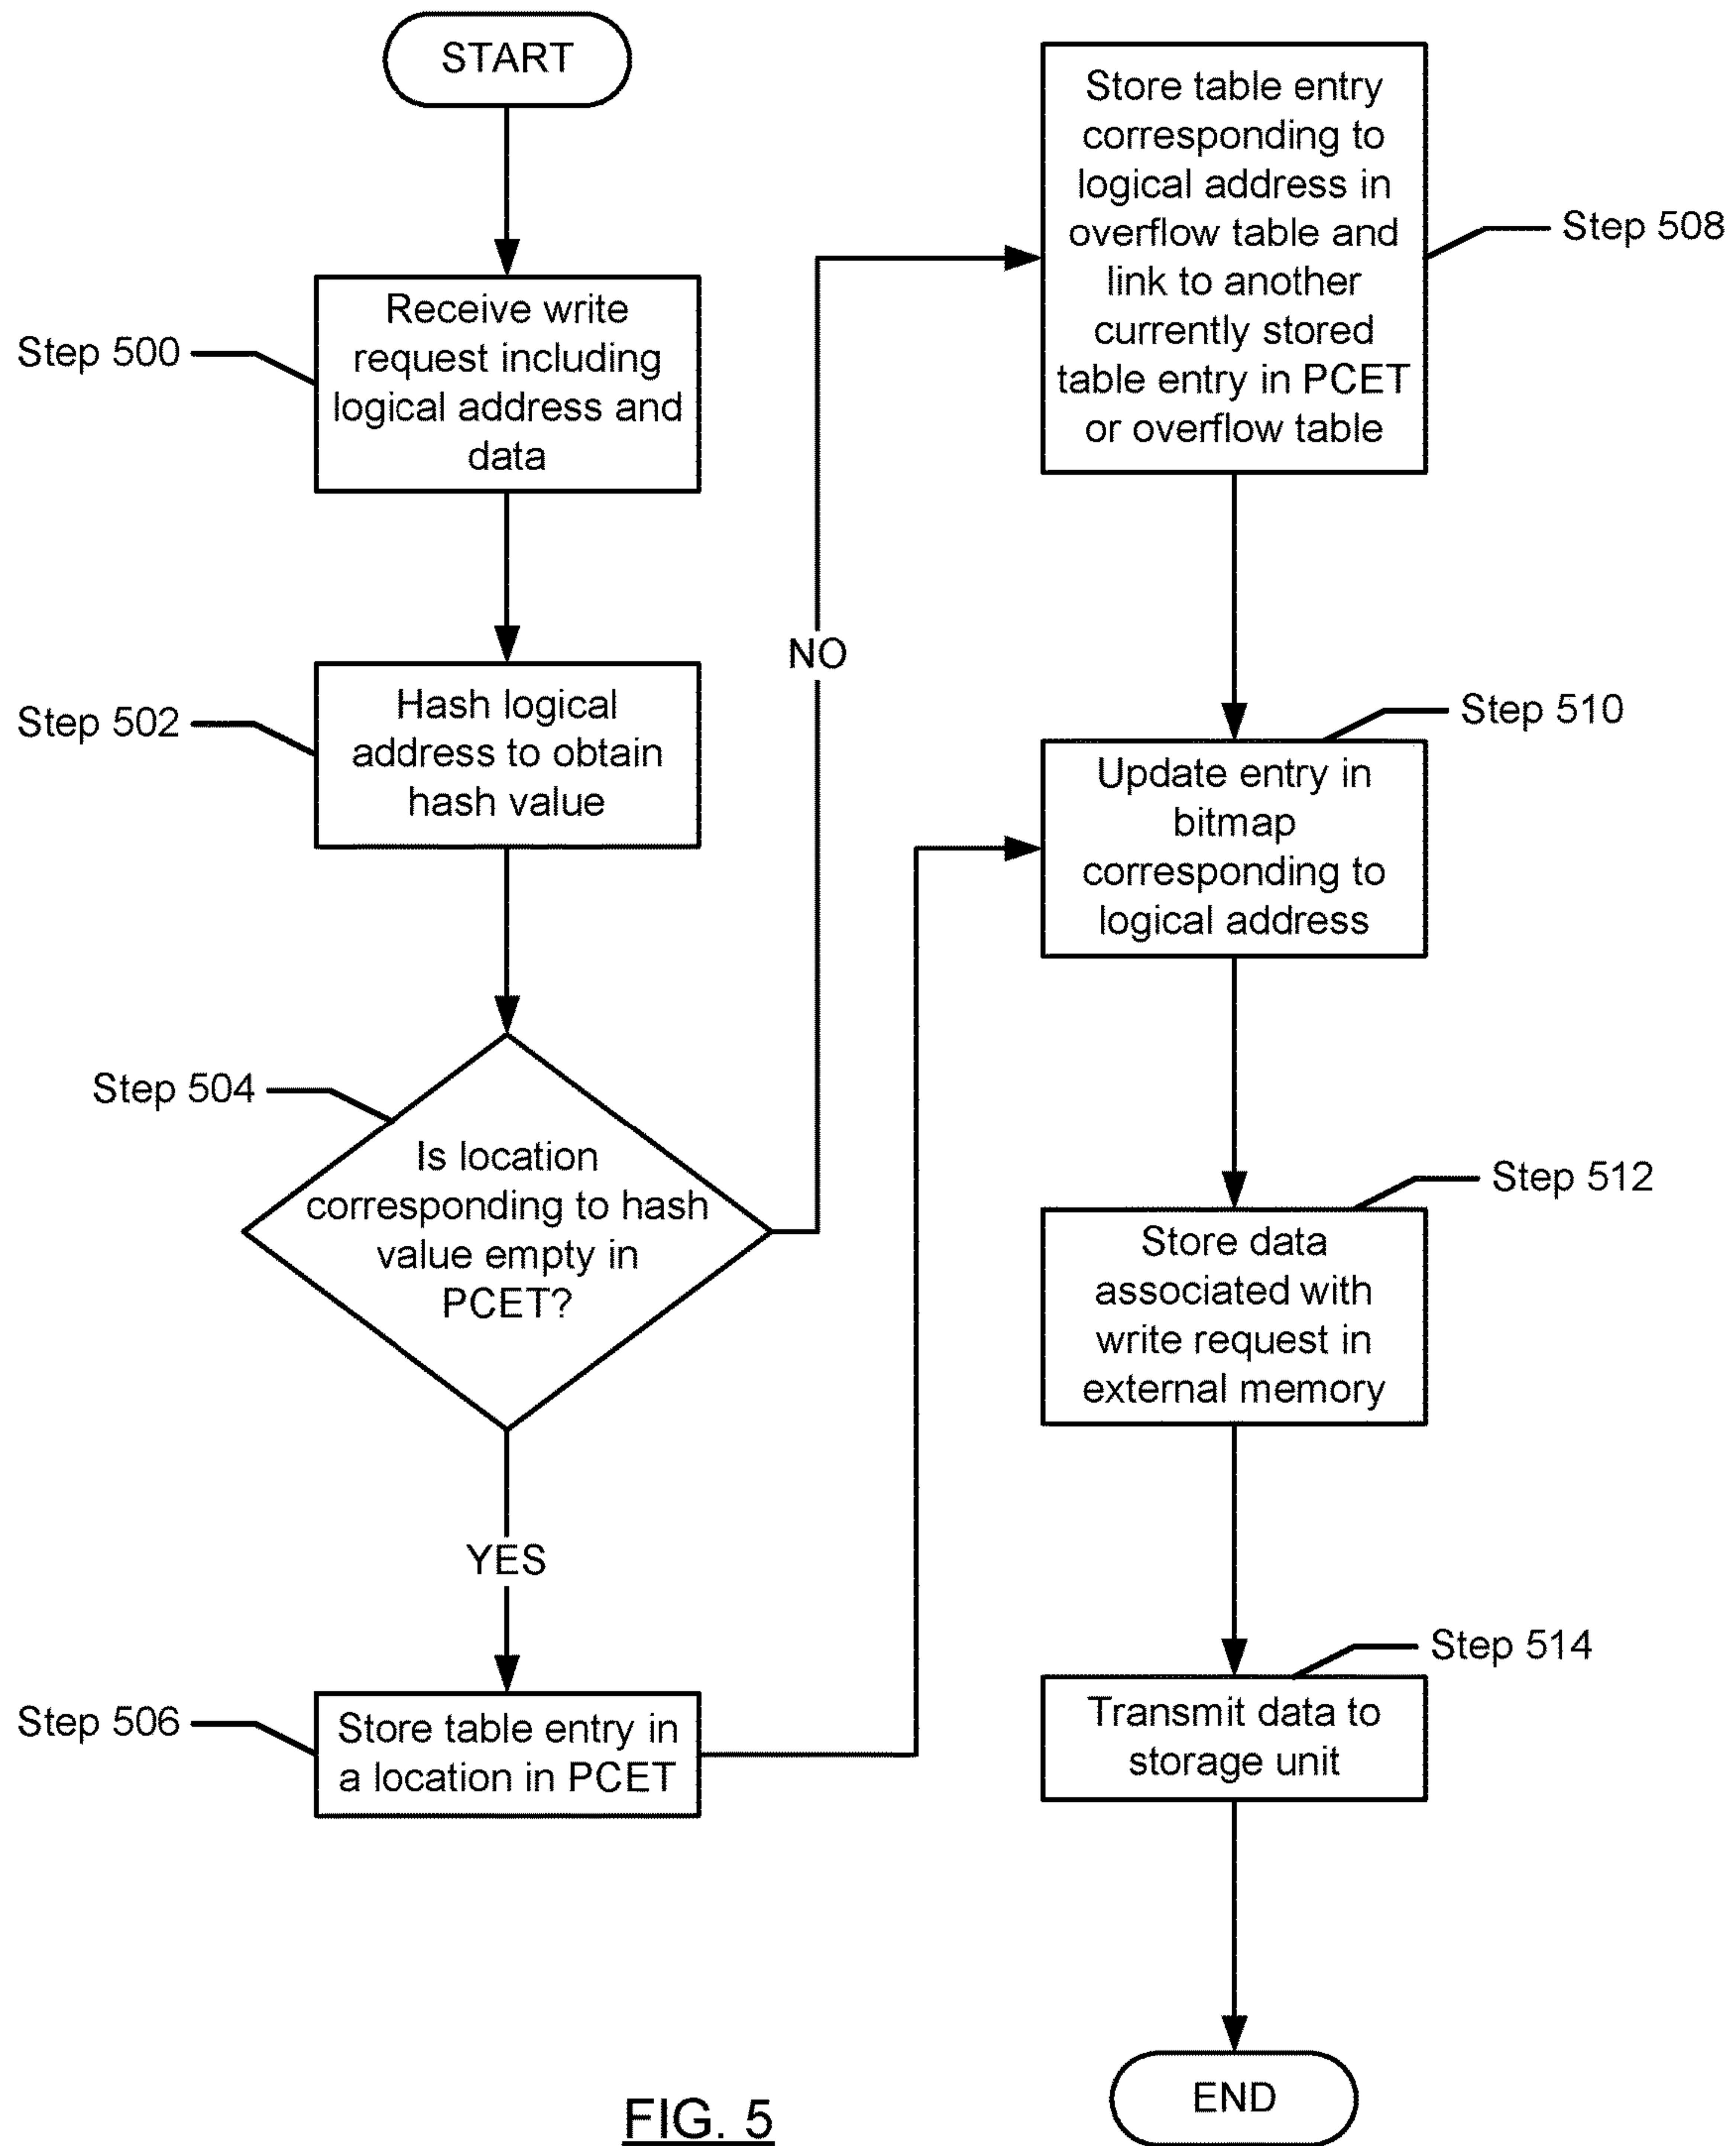 START
Step 500
Receive write
request including
logical address and
data
Step 502
Hash logical
address to obtain
hash value
Step 504
Is location
corresponding to hash
value empty in
PCET?
NO
YES
Step 506
Store table entry in
a location in PCET
Store table entry
corresponding to
logical address in
overflow table and
link to another
currently stored
table entry in PCET
or overflow table
Step 508
Step 510
Update entry in
bitmap
corresponding to
logical address
Step 512
Store data
associated with
write request in
external memory
Step 514
Transmit data to
storage unit
END
FIG. 5